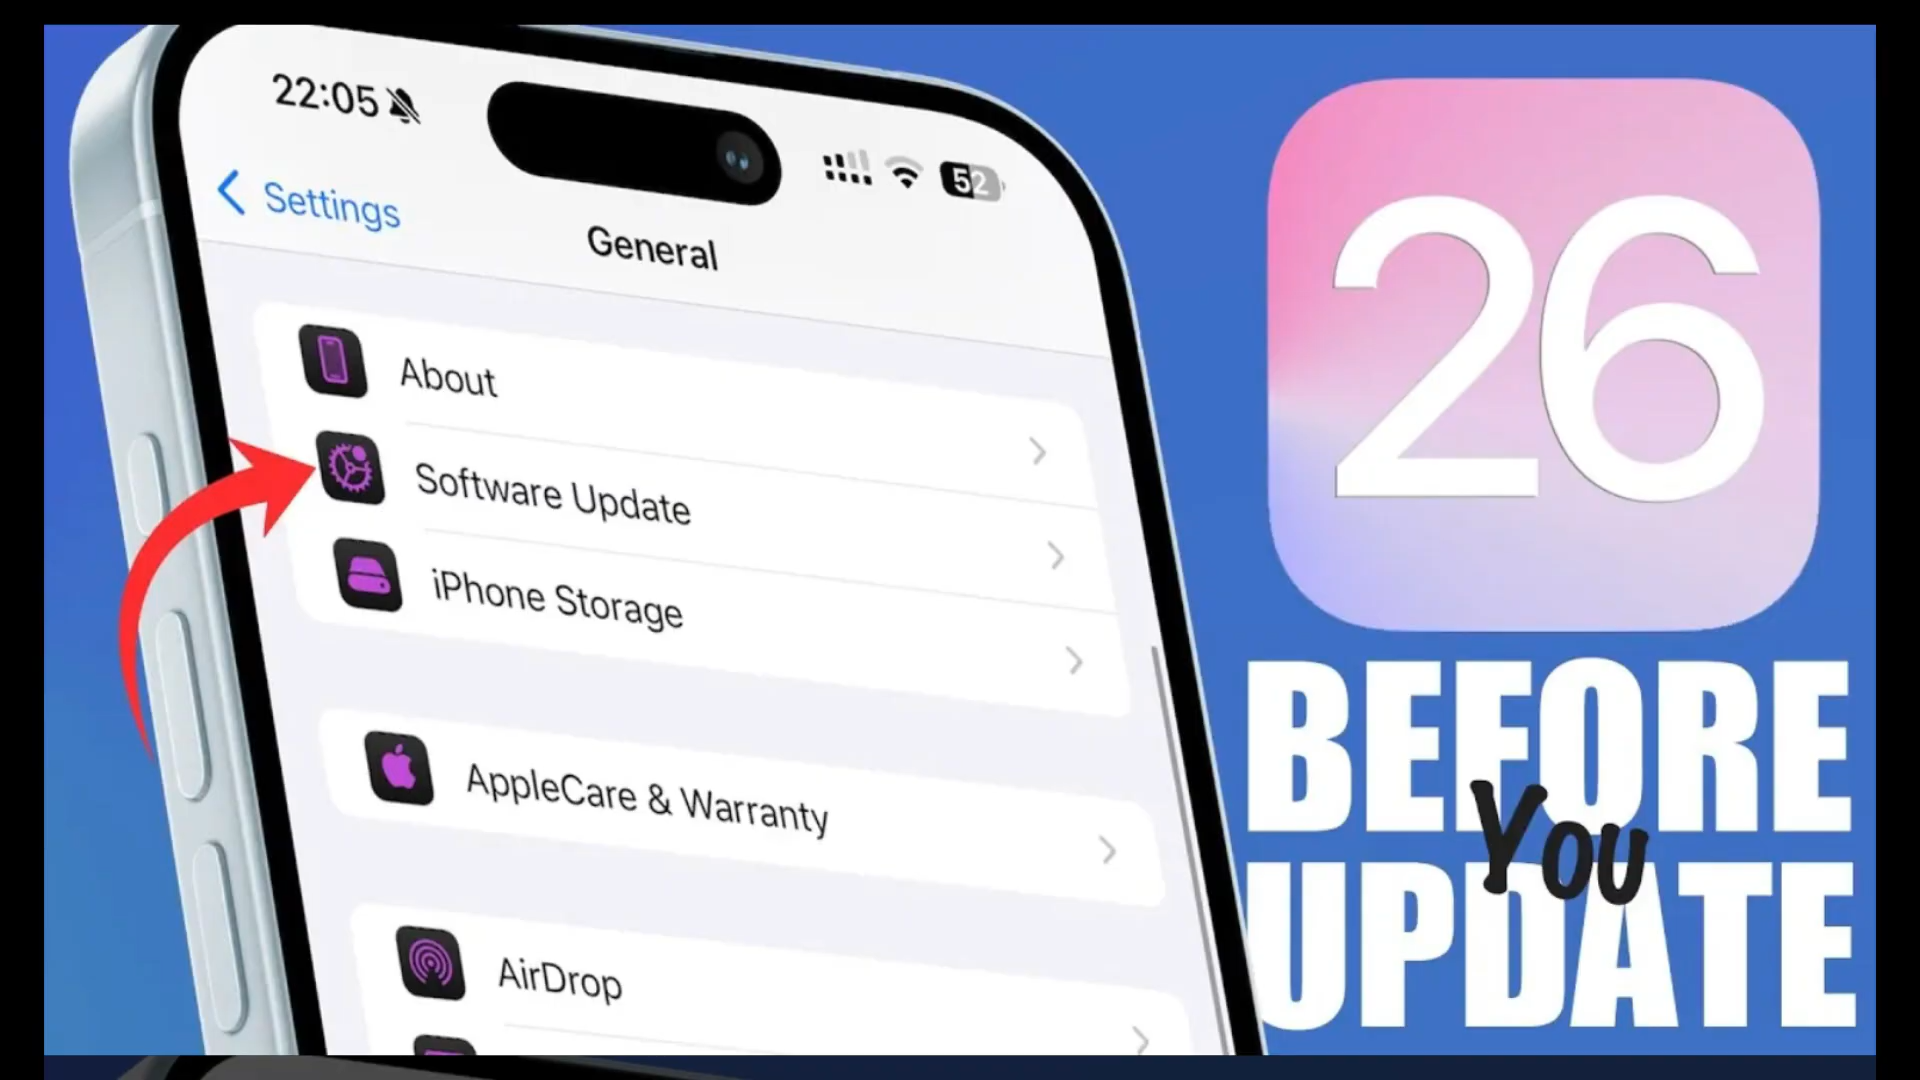 22:05
52
Settings
General
About
Software Update
iPhone Storage
AppleCare & Warranty
AirDrop
26
BEFORE
You
UPDATE